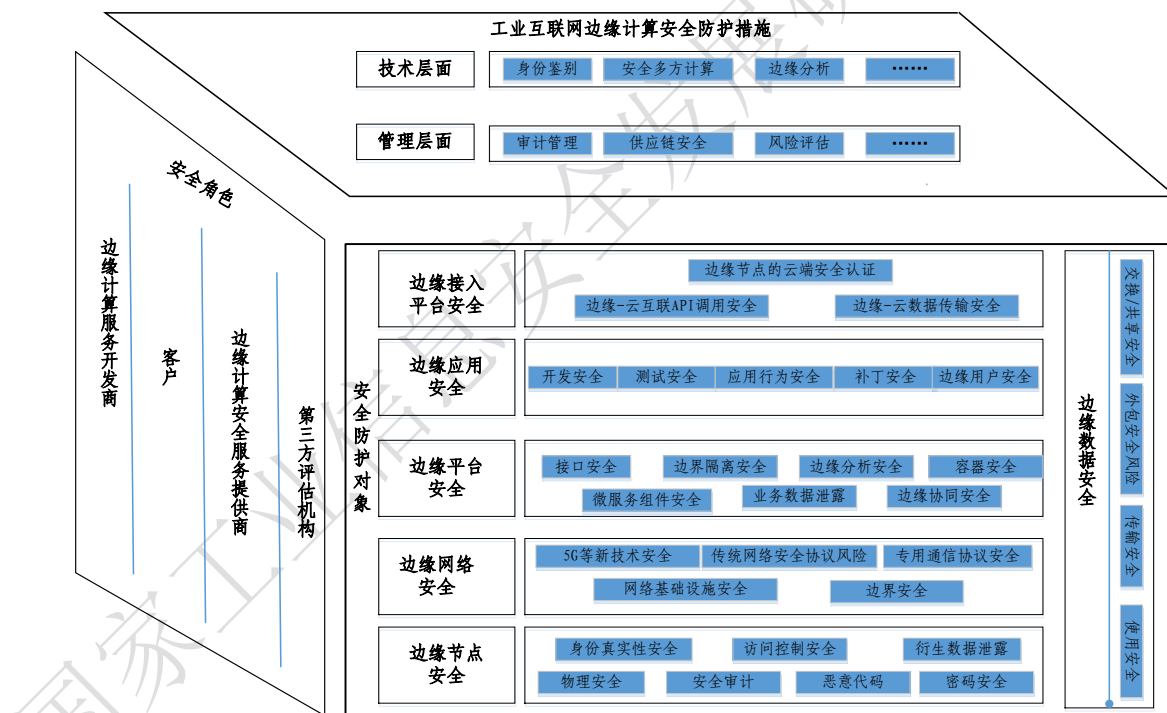 工业互联网边缘计算安全防护措施
技术层面
身份鉴别 安全多方计算 边缘分析 ……
管理层面
审计管理 供应链安全 风险评估 ……
安全角色
边缘计算服务开发商
客户
边缘计算安全服务提供商
第三方评估机构
安全防护对象
边缘接入
平台安全
边缘节点的云端安全认证
边缘-云互联API调用安全 边缘-云数据传输安全
边缘应用
安全
开发安全 测试安全 应用行为安全 补丁安全 边缘用户安全
边缘平台
安全
接口安全 边界隔离安全 边缘分析安全 容器安全
微服务组件安全 业务数据泄露 边缘协同安全
边缘网络
安全
5G等新技术安全 传统网络安全协议风险 专用通信协议安全
网络基础设施安全 边界安全
边缘节点
安全
身份真实性安全 访问控制安全 衍生数据泄露
物理安全 安全审计 恶意代码 密码安全
边缘数据安全
交换/共享安全
外包安全风险
传输安全
使用安全
国家工业信息安全发展研